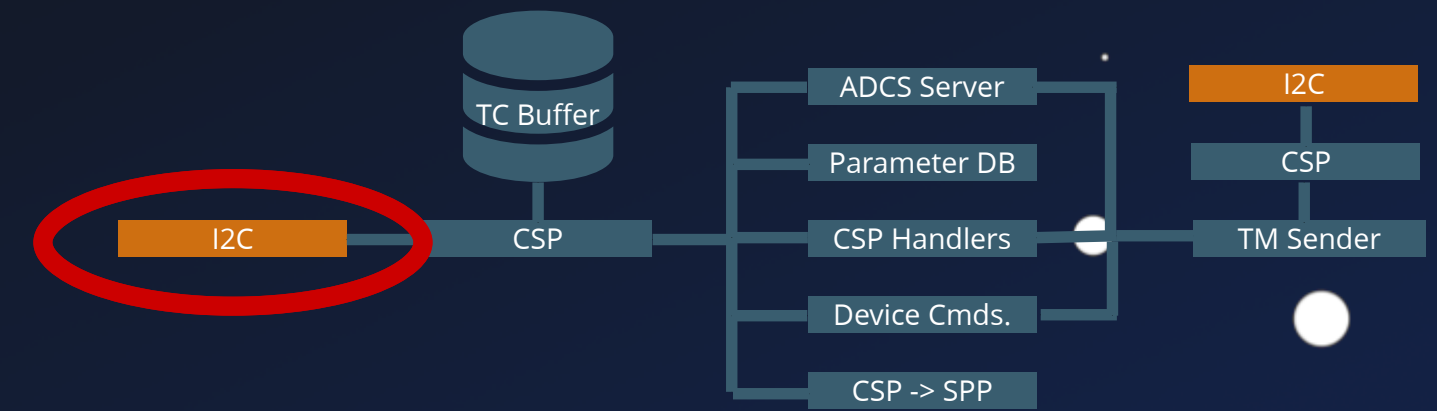 TC Buffer
I2C
CSP
ADCS Server
Parameter DB
CSP Handlers
Device Cmds.
CSP -> SPP
I2C
CSP
TM Sender